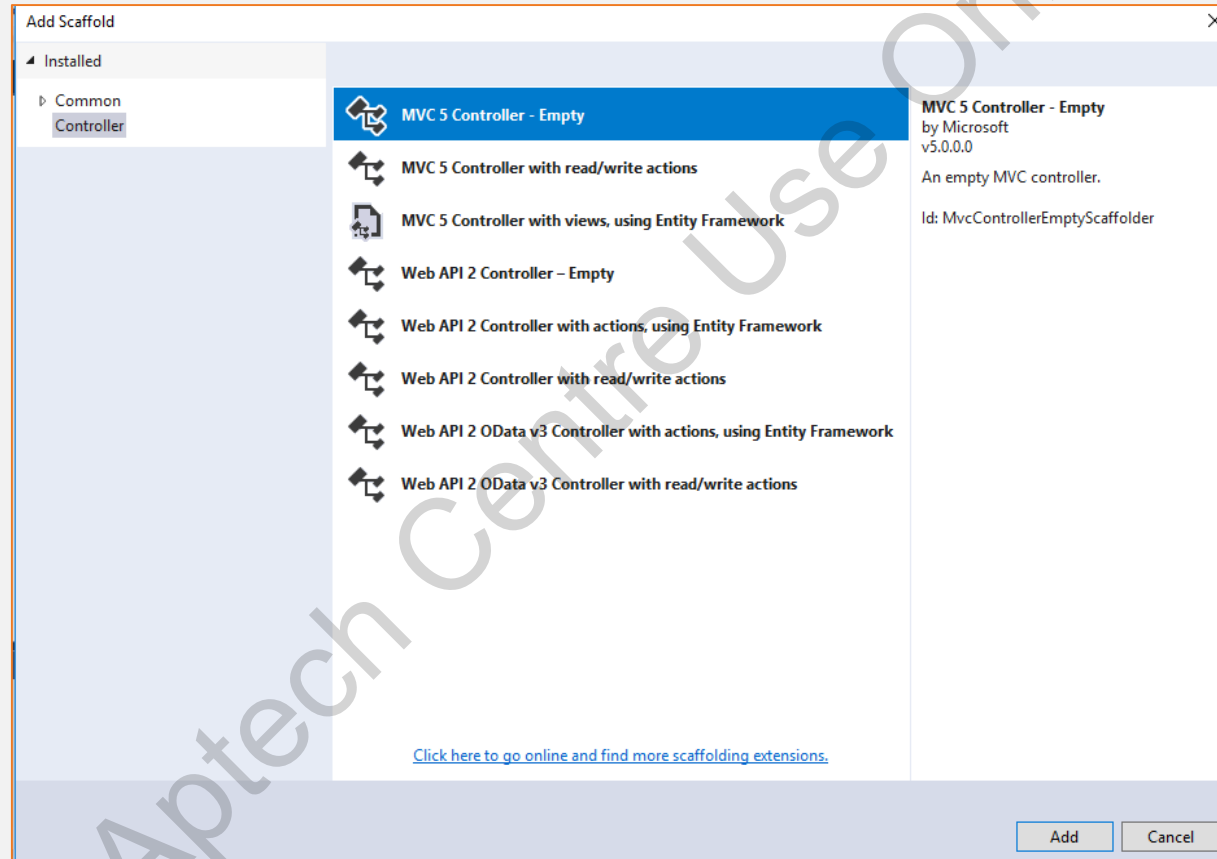 Add Scaffold
Installed
Common
Controller
MVC 5 Controller - Empty
MVC 5 Controller with read/write actions
MVC 5 Controller with views, using Entity Framework
Web API 2 Controller – Empty
Web API 2 Controller with actions, using Entity Framework
Web API 2 Controller with read/write actions
Web API 2 OData v3 Controller with actions, using Entity Framework
Web API 2 OData v3 Controller with read/write actions
Click here to go online and find more scaffolding extensions.
MVC 5 Controller - Empty
by Microsoft
v5.0.0.0
An empty MVC controller.
Id: MvcControllerEmptyScaffolder
Add
Cancel
Aptech Centre Use